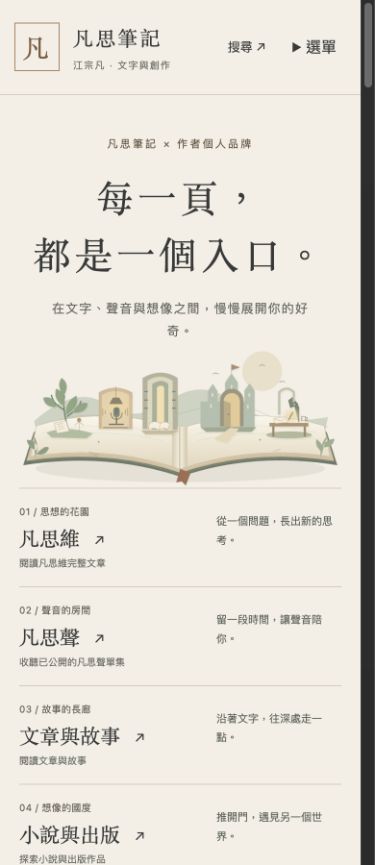 凡
凡思筆記
江宗凡 · 文字與創作
搜尋 ↗
▶ 選單
凡思筆記 × 作者個人品牌
每一頁，
都是一個入口。
在文字、聲音與想像之間，慢慢展開你的好
奇。
01 / 思想的花園
凡思維 ↗
閱讀凡思維完整文章
從一個問題，長出新的思
考。
02 / 聲音的房間
凡思聲 ↗
收聽已公開的凡思聲單集
留一段時間，讓聲音陪
你。
03 / 故事的長廊
文章與故事 ↗
閱讀文章與故事
沿著文字，往深處走一
點。
04 / 想像的國度
小說與出版 ↗
探索小說與出版作品
推開門，遇見另一個世
界。